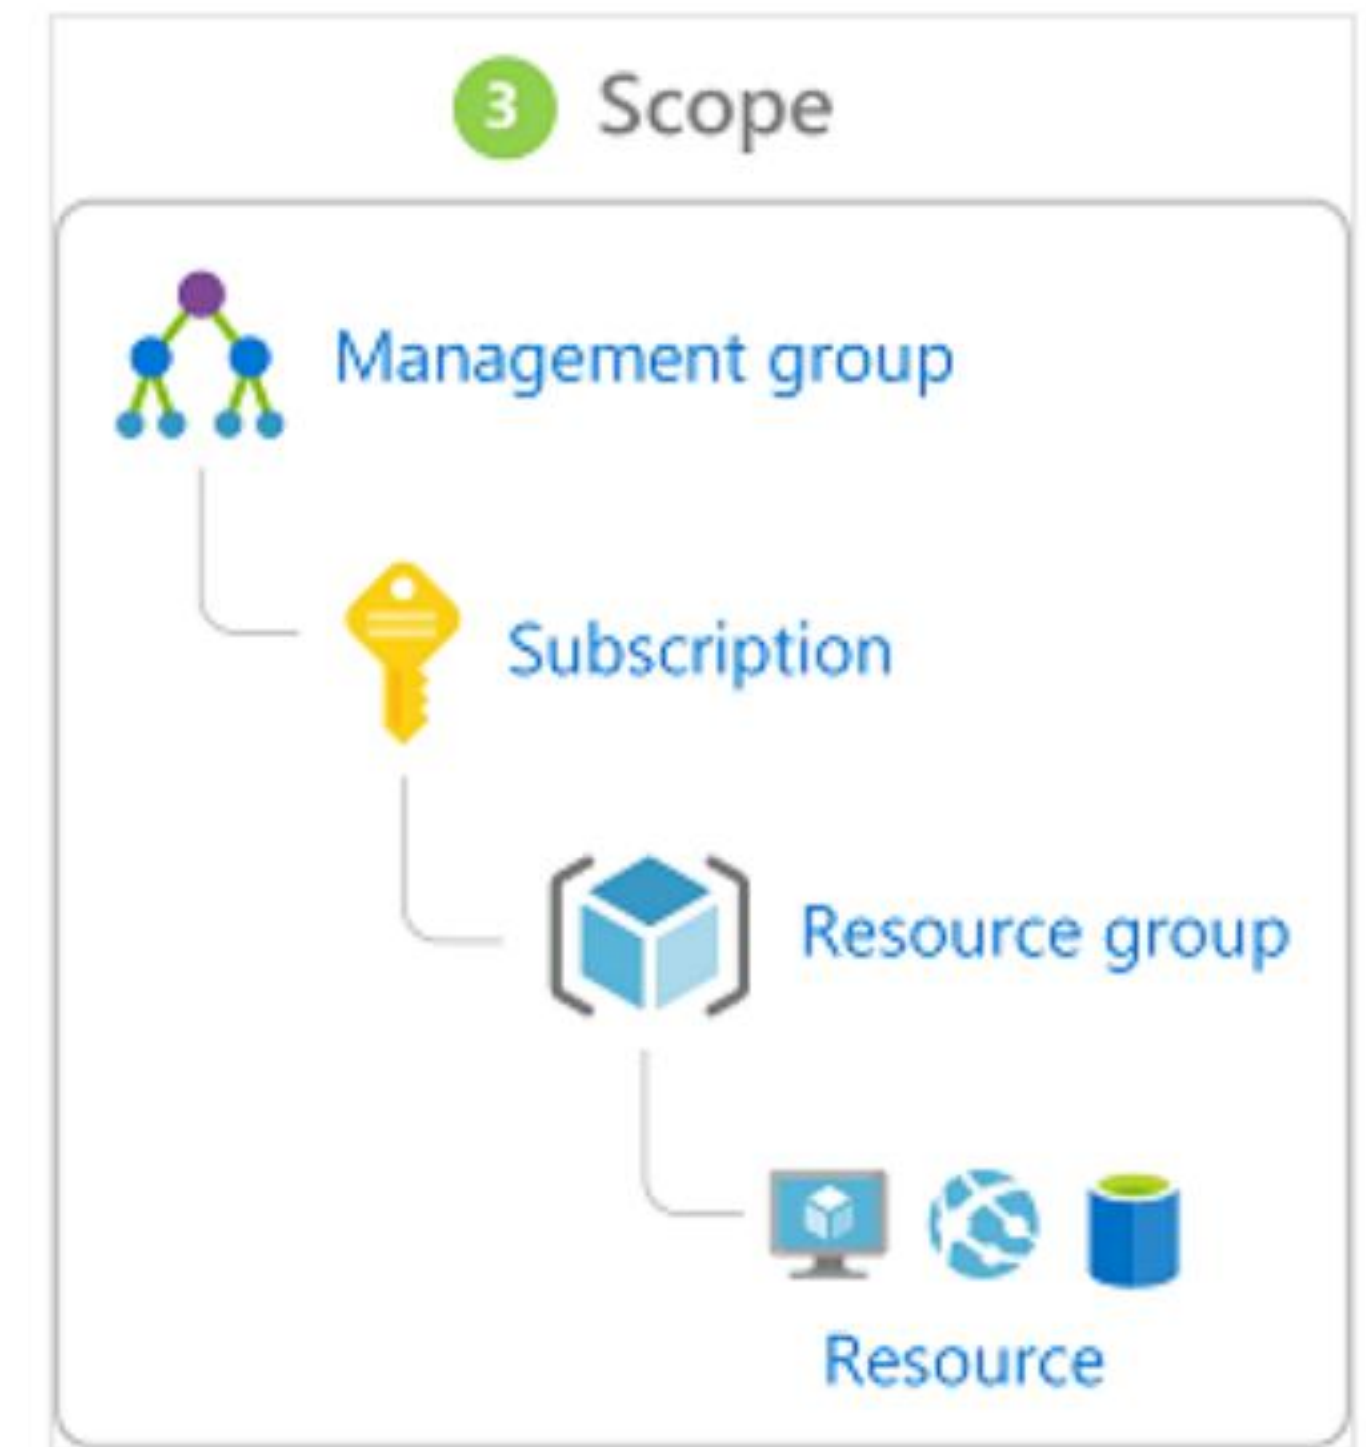 3 Scope
Management group
Subscription
Resource group
Resource